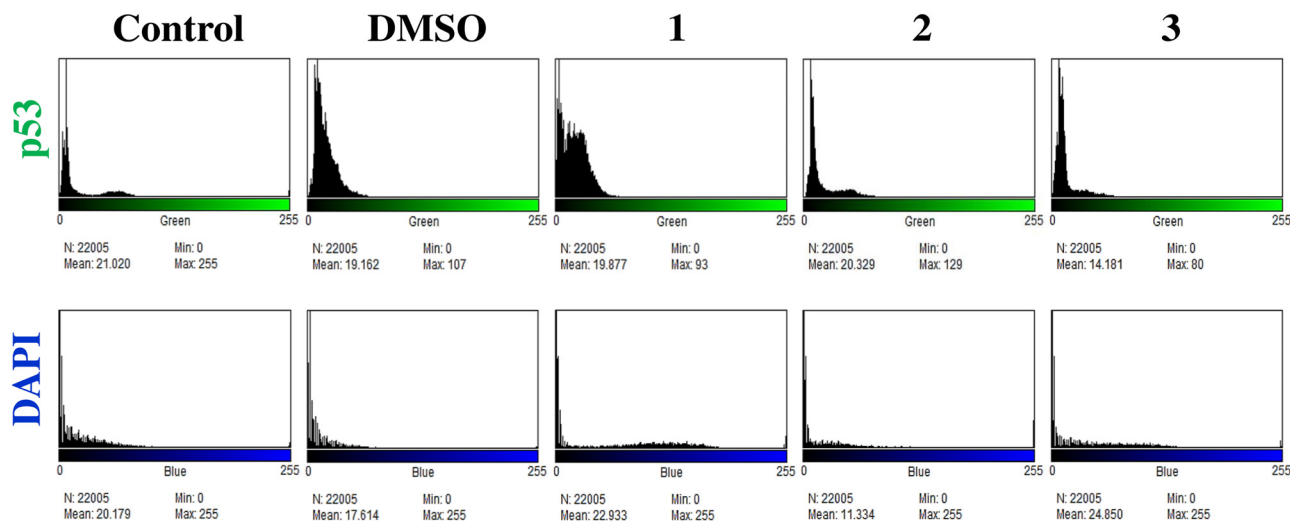 Control DMSO 1 2 3
p53
0 Green 255 0 Green 255 0 Green 255 0 Green 255 0 Green 255
N: 22005 Min: 0 N: 22005 Min: 0 N: 22005 Min: 0 N: 22005 Min: 0 N: 22005 Min: 0
Mean: 21.020 Max: 255 Mean: 19.162 Max: 107 Mean: 19.877 Max: 93 Mean: 20.329 Max: 129 Mean: 14.181 Max: 80
DAPI
0 Blue 255 0 Blue 255 0 Blue 255 0 Blue 255 0 Blue 255
N: 22005 Min: 0 N: 22005 Min: 0 N: 22005 Min: 0 N: 22005 Min: 0 N: 22005 Min: 0
Mean: 20.179 Max: 255 Mean: 17.614 Max: 255 Mean: 22.933 Max: 255 Mean: 11.334 Max: 255 Mean: 24.850 Max: 255